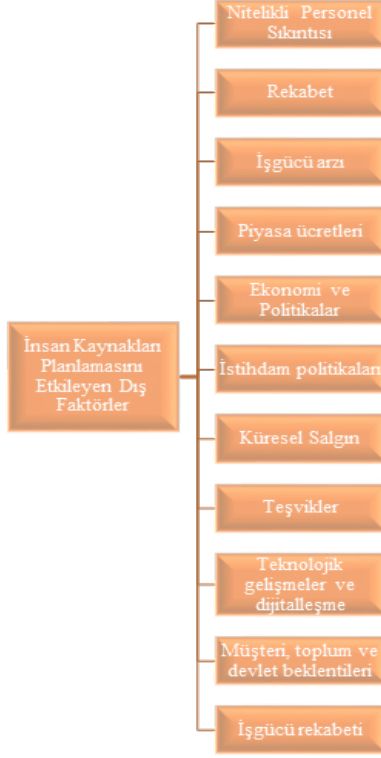 Nitelikli Personel
Sıkıntısı
Rekabet
İşgücü arzı
Piyasa ücretleri
Ekonomi ve
Politikalar
İnsan Kaynakları
Planlamasını
Etkileyen Dış
Faktörler
İstihdam politikaları
Küresel Salgın
Teşvikler
Teknolojik
gelişmeler ve
dijitalleşme
Müşteri, toplum ve
devlet beklentileri
İşgücü rekabeti